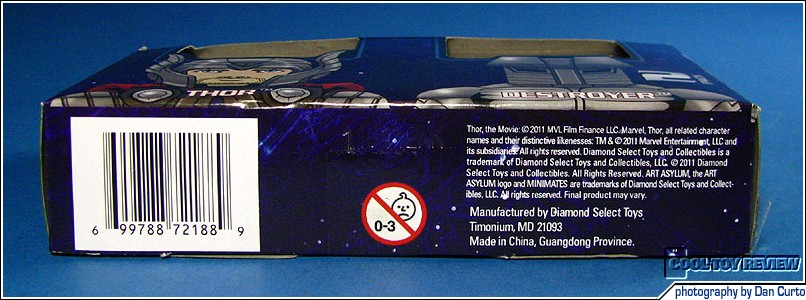 THOR
DESTROYER
2
Thor, the Movie: © 2011 MVL Film Finance LLC. Marvel, Thor, all related character
names and their distinctive likenesses: TM & © 2011 Marvel Entertainment, LLC and
its subsidiaries. All rights reserved. Diamond Select Toys and Collectibles is a
trademark of Diamond Select Toys and Collectibles, LLC. © 2011 Diamond
Select Toys and Collectibles. All Rights Reserved. ART ASYLUM, the ART
ASYLUM logo and MINIMATES are trademarks of Diamond Select Toys and Collect-
ibles, LLC. All rights reserved. Final product may vary.
Manufactured by Diamond Select Toys
Timonium, MD 21093
Made in China, Guangdong Province.
0-3
6 99788 72188 9
COOL TOY REVIEW
photography by Dan Curto